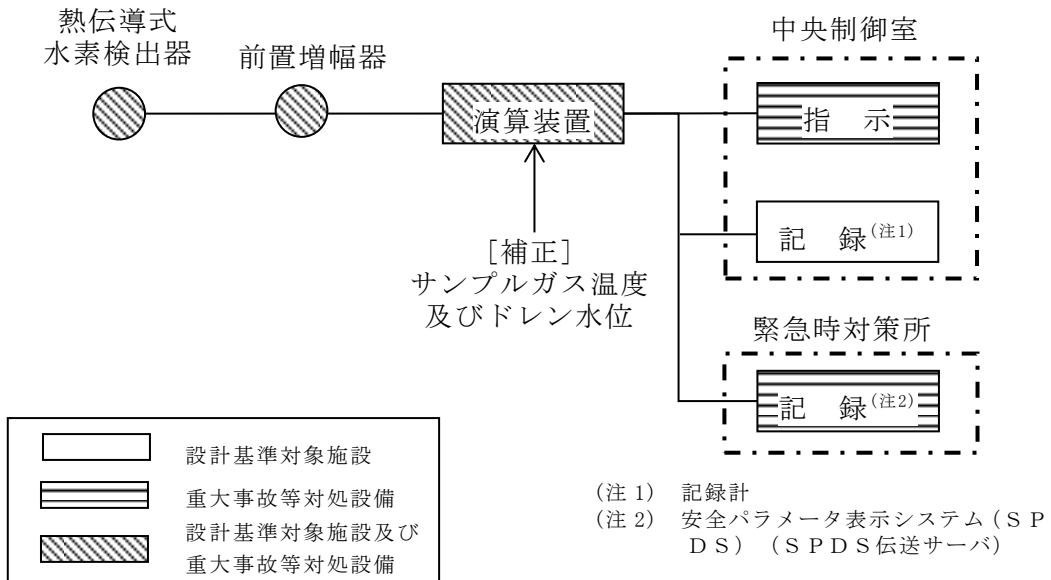 熱伝導式
水素検出器
前置増幅器
演算装置
[補正]
サンプルガス温度
及びドレン水位
中央制御室
指　示
記　録(注1)
緊急時対策所
記　録(注2)
設計基準対象施設
重大事故等対処設備
設計基準対象施設及び
重大事故等対処設備
(注 1)　記録計
(注 2)　安全パラメータ表示システム(ＳＰ
ＤＳ)　(ＳＰＤＳ伝送サーバ)